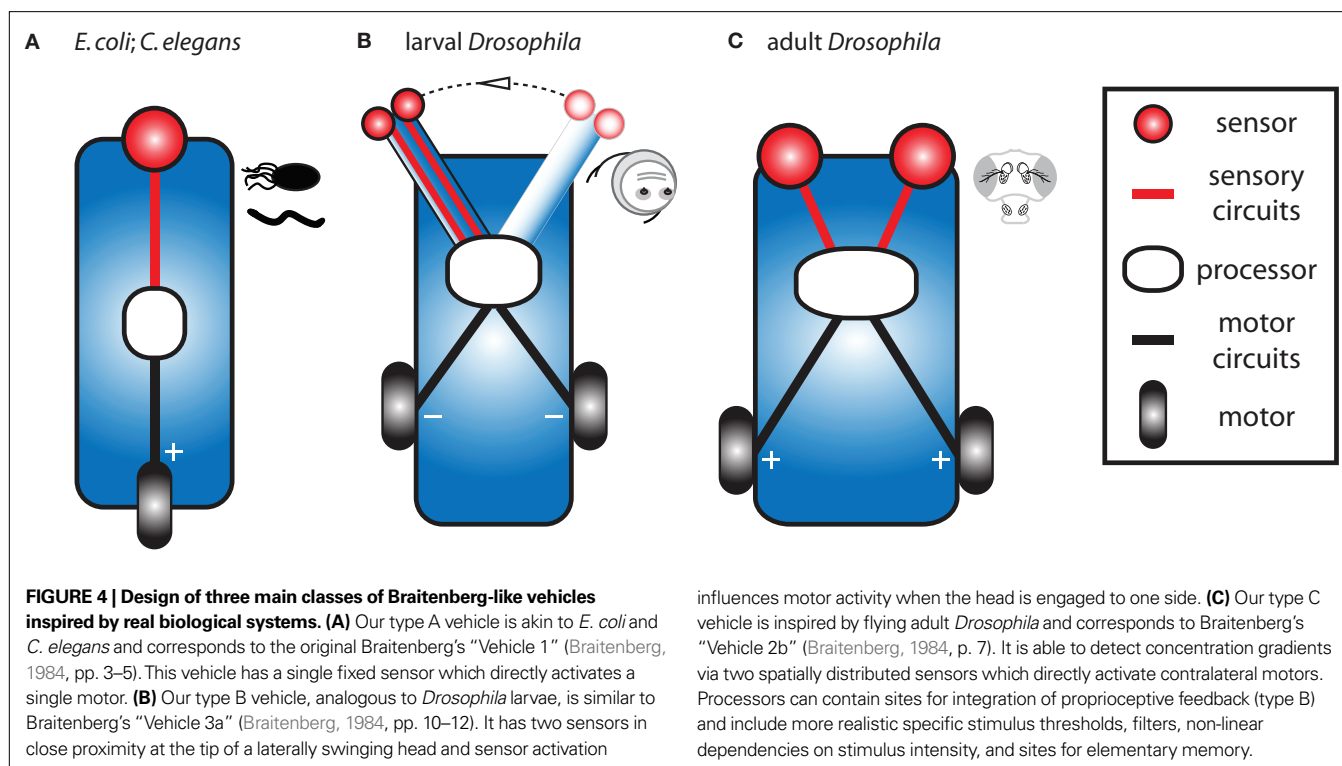 A E. coli; C. elegans
B larval Drosophila
C adult Drosophila
sensor
sensory
circuits
processor
motor
circuits
motor
+
–
–
+
+
FIGURE 4 | Design of three main classes of Braitenberg-like vehicles
inspired by real biological systems. (A) Our type A vehicle is akin to E. coli and
C. elegans and corresponds to the original Braitenberg's “Vehicle 1” (Braitenberg,
1984, pp. 3–5). This vehicle has a single fixed sensor which directly activates a
single motor. (B) Our type B vehicle, analogous to Drosophila larvae, is similar to
Braitenberg's “Vehicle 3a” (Braitenberg, 1984, pp. 10–12). It has two sensors in
close proximity at the tip of a laterally swinging head and sensor activation
influences motor activity when the head is engaged to one side. (C) Our type C
vehicle is inspired by flying adult Drosophila and corresponds to Braitenberg's
“Vehicle 2b” (Braitenberg, 1984, p. 7). It is able to detect concentration gradients
via two spatially distributed sensors which directly activate contralateral motors.
Processors can contain sites for integration of proprioceptive feedback (type B)
and include more realistic specific stimulus thresholds, filters, non-linear
dependencies on stimulus intensity, and sites for elementary memory.